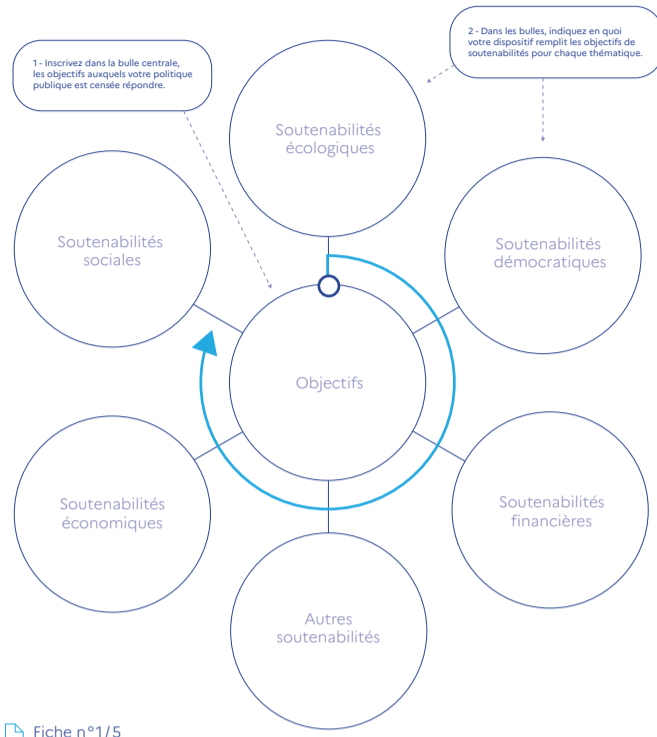 1 - Inscrivez dans la bulle centrale,
les objectifs auxquels votre politique
publique est censée répondre.
2 - Dans les bulles, indiquez en quoi
votre dispositif remplit les objectifs de
soutenabilités pour chaque thématique.
Soutenabilités
écologiques
Soutenabilités
sociales
Soutenabilités
démocratiques
Objectifs
Soutenabilités
économiques
Soutenabilités
financières
Autres
soutenabilités
Fiche n°1/5